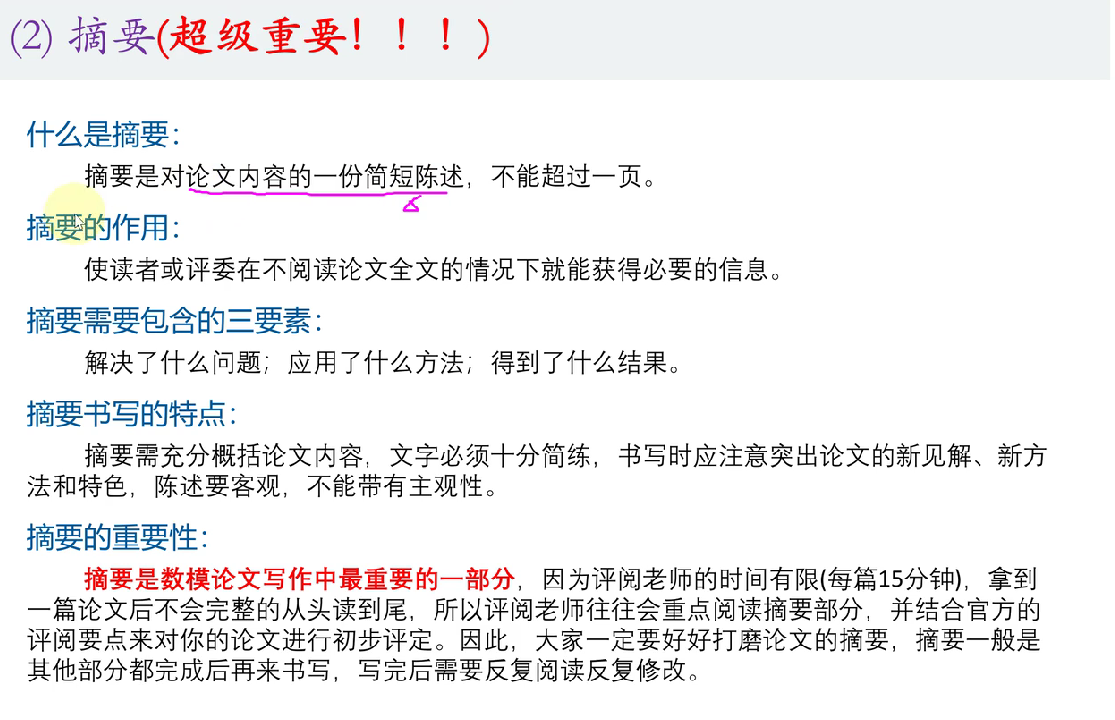 (2) 摘要(超级重要！！！)
什么是摘要：
摘要是对论文内容的一份简短陈述，不能超过一页。
摘要的作用：
使读者或评委在不阅读论文全文的情况下就能获得必要的信息。
摘要需要包含的三要素：
解决了什么问题；应用了什么方法；得到了什么结果。
摘要书写的特点：
摘要需充分概括论文内容，文字必须十分简练，书写时应注意突出论文的新见解、新方
法和特色，陈述要客观，不能带有主观性。
摘要的重要性：
摘要是数模论文写作中最重要的一部分，因为评阅老师的时间有限(每篇15分钟)，拿到
一篇论文后不会完整的从头读到尾，所以评阅老师往往会重点阅读摘要部分，并结合官方的
评阅要点来对你的论文进行初步评定。因此，大家一定要好好打磨论文的摘要，摘要一般是
其他部分都完成后再来书写，写完后需要反复阅读反复修改。